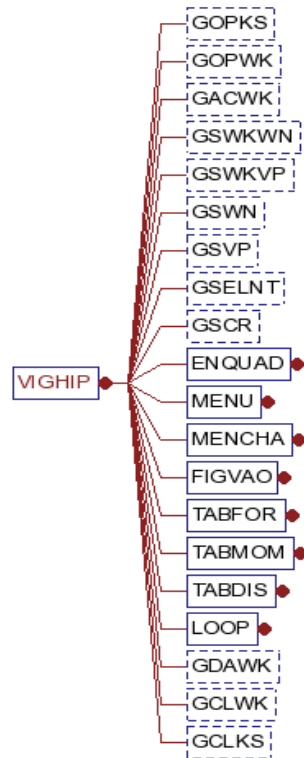 GOPKS
GOPWK
GACWK
GSWKWN
GSWKVP
GSWN
GSVP
GSELNT
GSCR
VIGHIP
ENQUAD
MENU
MENCHA
FIGVAO
TABFOR
TABMOM
TABDIS
LOOP
GDAWK
GCLWK
GCLKS